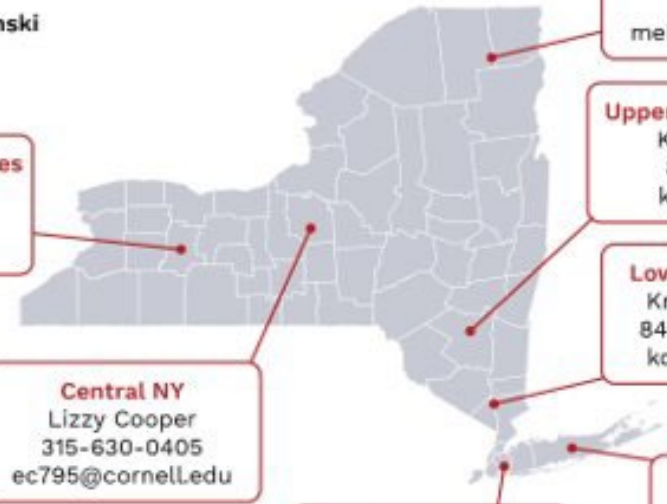 nski
me
es
Upper
K
k
Low
Kr
84
ko
Central NY
Lizzy Cooper
315-630-0405
ec795@cornell.edu